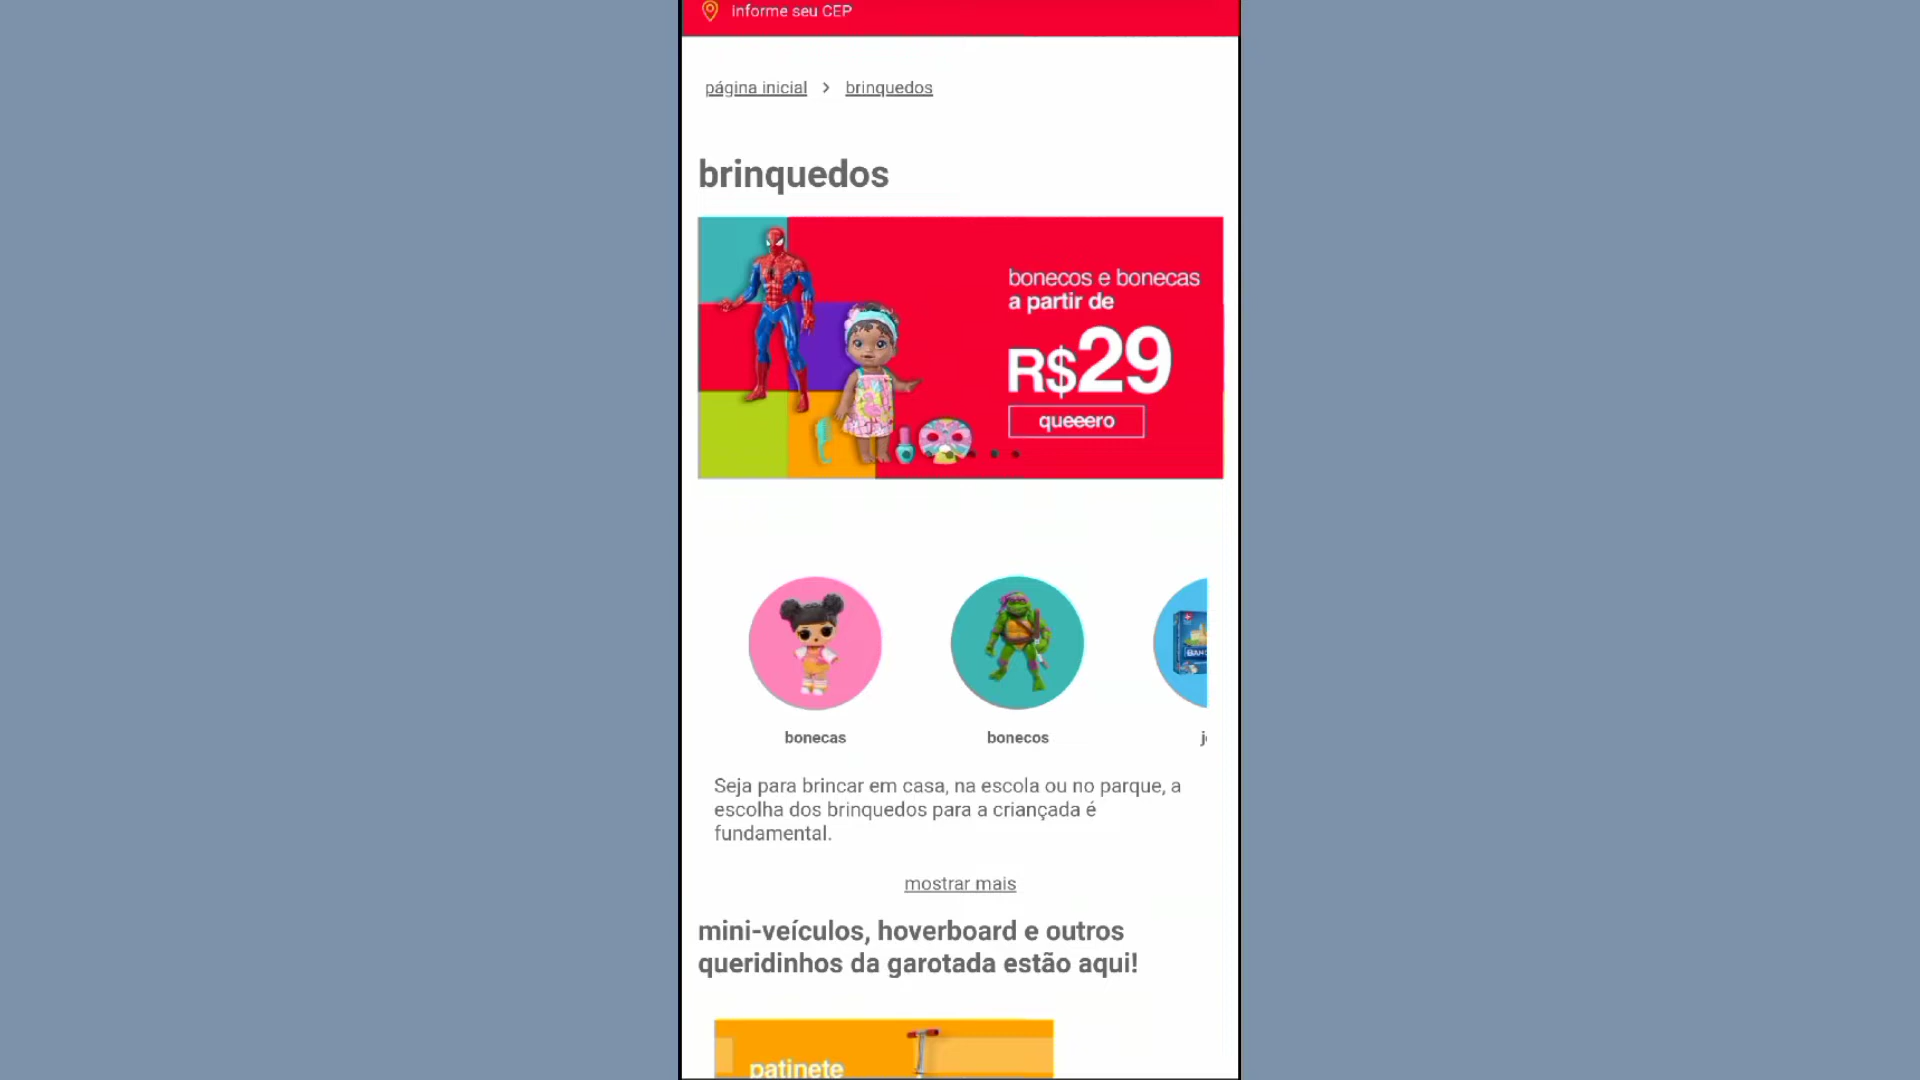 Informe seu CEP
página inicial > brinquedos
brinquedos
bonecos e bonecas
a partir de
R$29
queeero
bonecas
bonecos
Seja para brincar em casa, na escola ou no parque, a
escolha dos brinquedos para a criançada é
fundamental.
mostrar mais
mini-veículos, hoverboard e outros
queridinhos da garotada estão aqui!
patinete